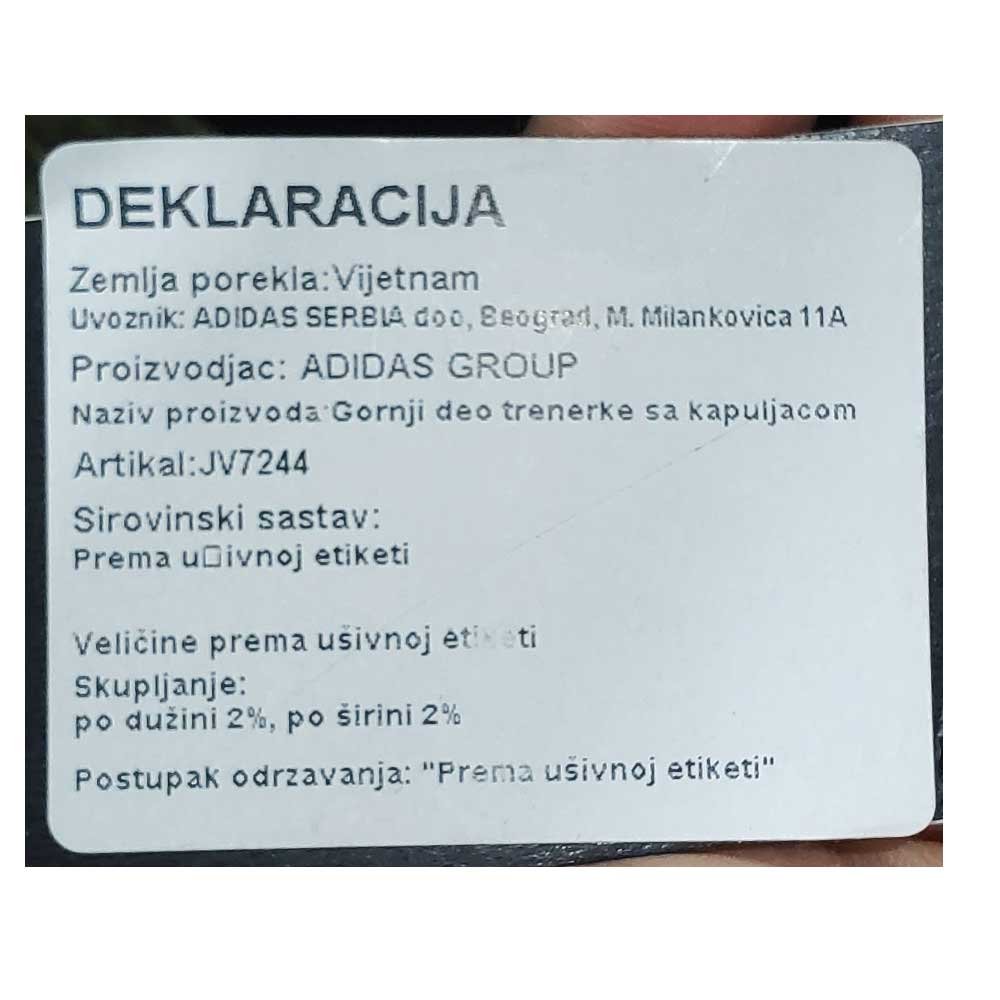 DEKLARACIJA
Zemlja porekla:Vijetnam
Uvoznik: ADIDAS SERBIA doo, Beograd, M. Milankovica 11A
Proizvodjac: ADIDAS GROUP
Naziv proizvoda:Gornji deo trenerke sa kapuljacom
Artikal:JV7244
Sirovinski sastav:
Prema u□ivnoj etiketi
Veličine prema ušivnoj etiketi
Skupljanje:
po dužini 2%, po širini 2%
Postupak odrzavanja: "Prema ušivnoj etiketi"